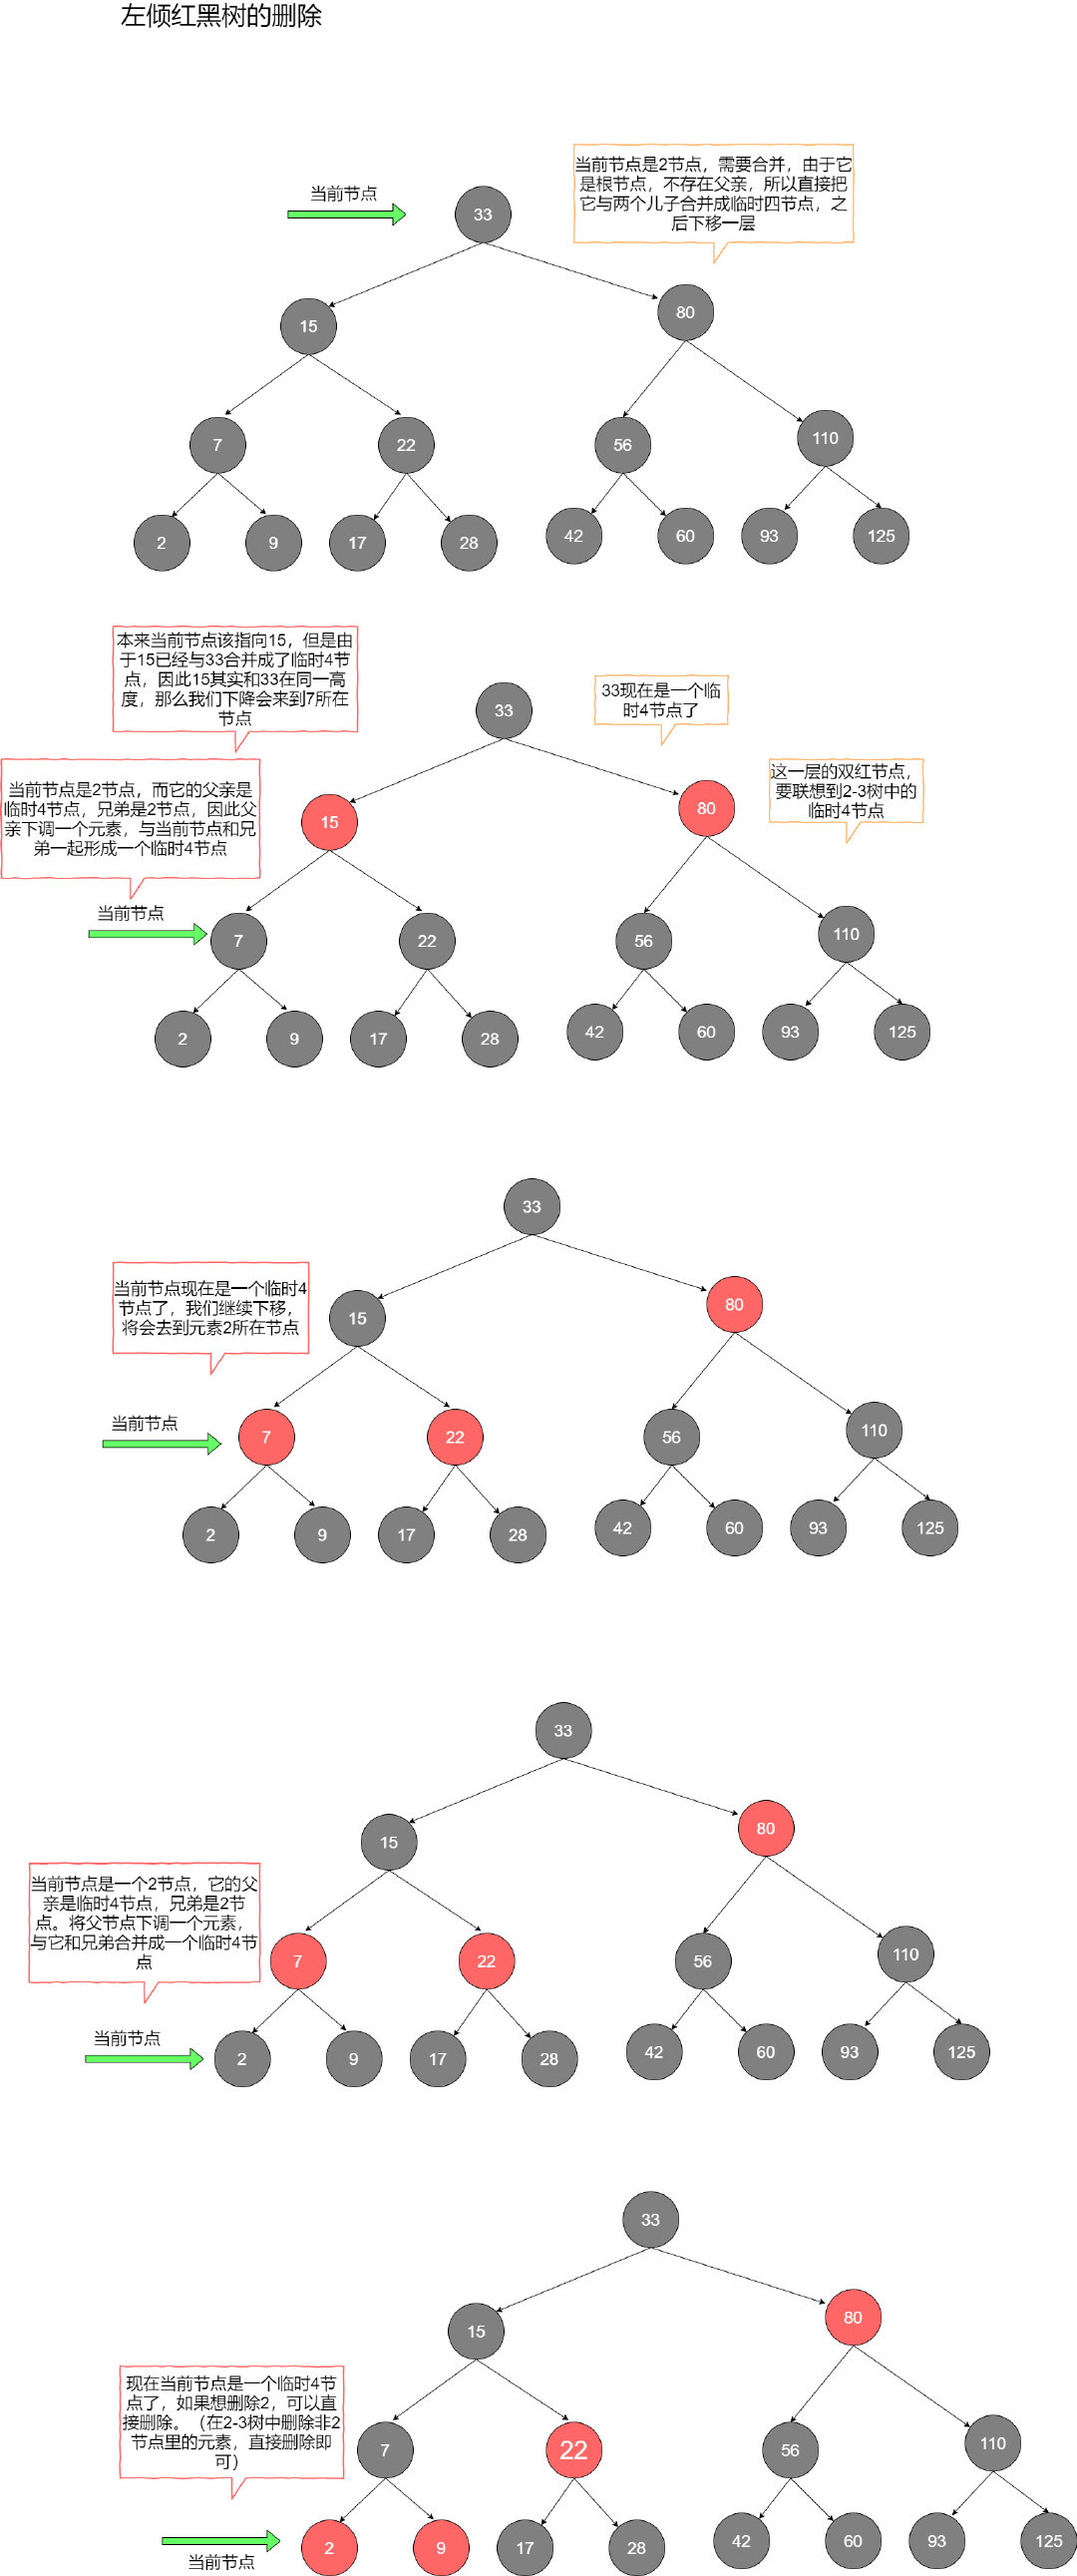 左倾红黑树的删除
当前节点是2节点，需要合并，由于它
是根节点，不存在父亲，所以直接把
它与两个儿子合并成临时四节点，之
后下移一层
当前节点
33
15
80
7
22
56
110
2
9
17
28
42
60
93
125
本来当前节点该指向15，但是由
于15已经与33合并成了临时4节
点，因此15其实和33在同一高
度，那么我们下降会来到7所在
节点
33现在是一个临
时4节点了
33
当前节点是2节点，而它的父亲是
临时4节点，兄弟是2节点，因此父
亲下调一个元素，与当前节点和兄
弟一起形成一个临时4节点
这一层的双红节点，
要联想到2-3树中的
临时4节点
15
80
当前节点
7
22
56
110
2
9
17
28
42
60
93
125
33
当前节点现在是一个临时4
节点了，我们继续下移，
将会去到元素2所在节点
15
80
当前节点
7
22
56
110
2
9
17
28
42
60
93
125
33
15
80
当前节点是一个2节点，它的父
亲是临时4节点，兄弟是2节
点。将父节点下调一个元素，
与它和兄弟合并成一个临时4节
点
7
22
56
110
当前节点
2
9
17
28
42
60
93
125
33
15
80
现在当前节点是一个临时4节
点了，如果想删除2，可以直
接删除。（在2-3树中删除非2
节点里的元素，直接删除即
可）
7
22
56
110
当前节点
2
9
17
28
42
60
93
125